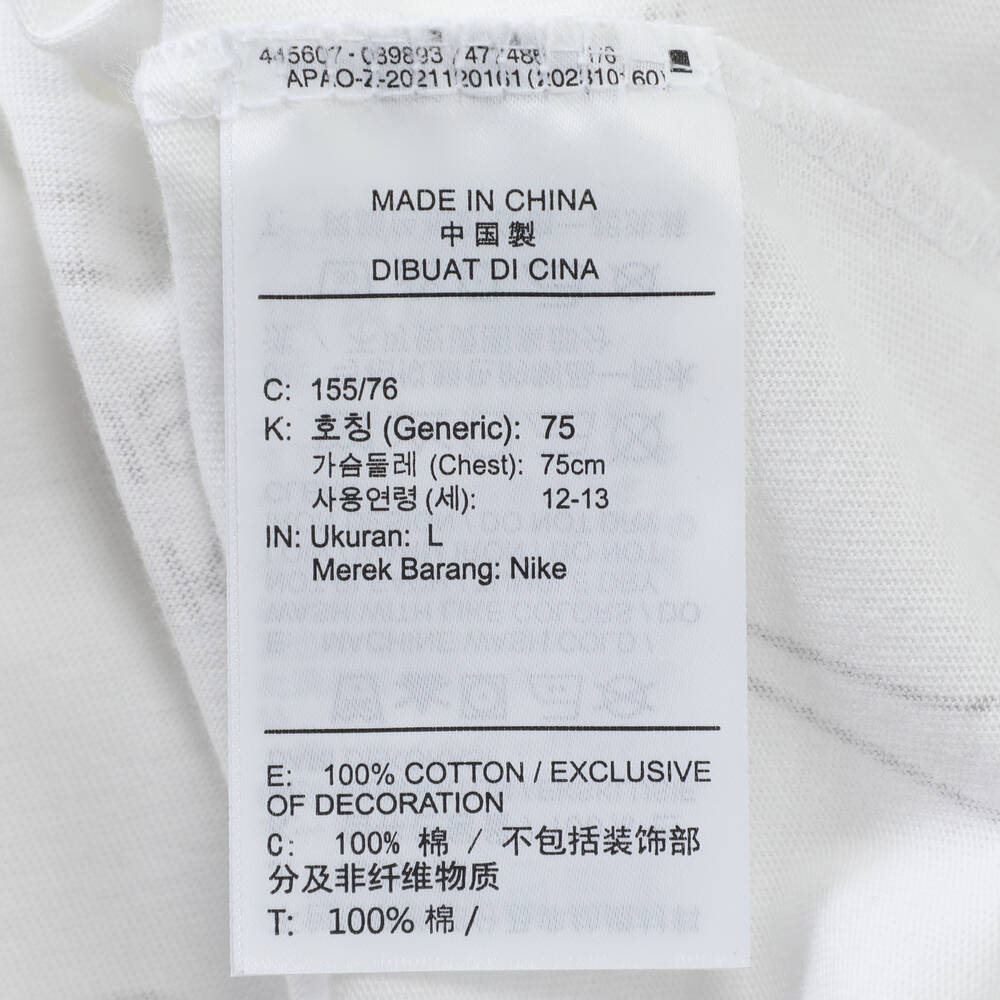 MADE IN CHINA
中国製
DIBUAT DI CINA
C: 155/76
K: 호칭 (Generic): 75
가슴둘레 (Chest): 75cm
사용연령 (세): 12-13
IN: Ukuran: L
Merek Barang: Nike
E: 100% COTTON / EXCLUSIVE
OF DECORATION
C: 100% 棉 / 不包括装饰部
分及非纤维物质
T: 100% 棉 /